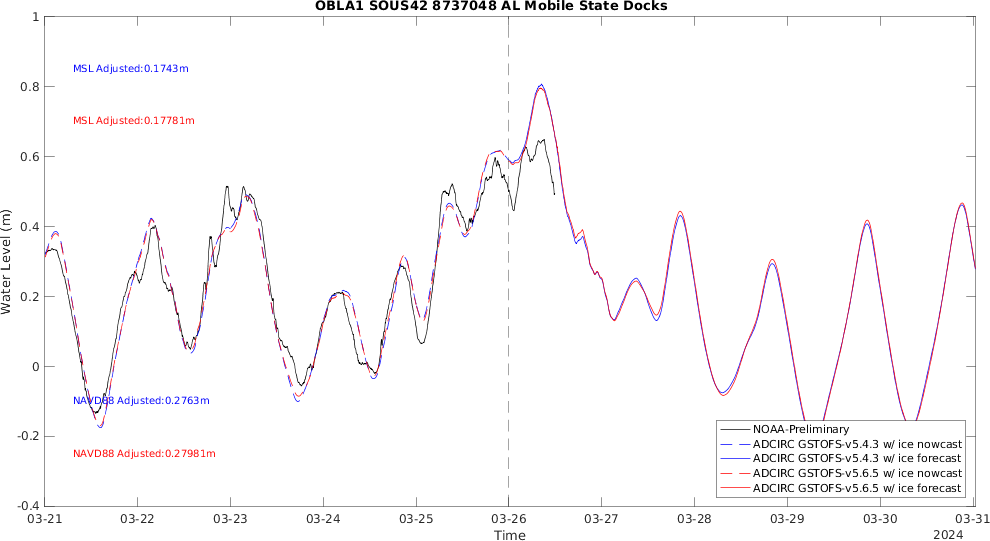 OBLA1 SOUS42 8737048 AL Mobile State Docks
1
0.8
0.6
0.4
0.2
0
-0.2
-0.4
Water Level (m)
MSL Adjusted:0.1743m
MSL Adjusted:0.17781m
NAVD88 Adjusted:0.2763m
NAVD88 Adjusted:0.27981m
NOAA-Preliminary
ADCIRC GSTOFS-v5.4.3 w/ ice nowcast
ADCIRC GSTOFS-v5.4.3 w/ ice forecast
ADCIRC GSTOFS-v5.6.5 w/ ice nowcast
ADCIRC GSTOFS-v5.6.5 w/ ice forecast
03-21 03-22 03-23 03-24 03-25 03-26 03-27 03-28 03-29 03-30 03-31
Time
2024